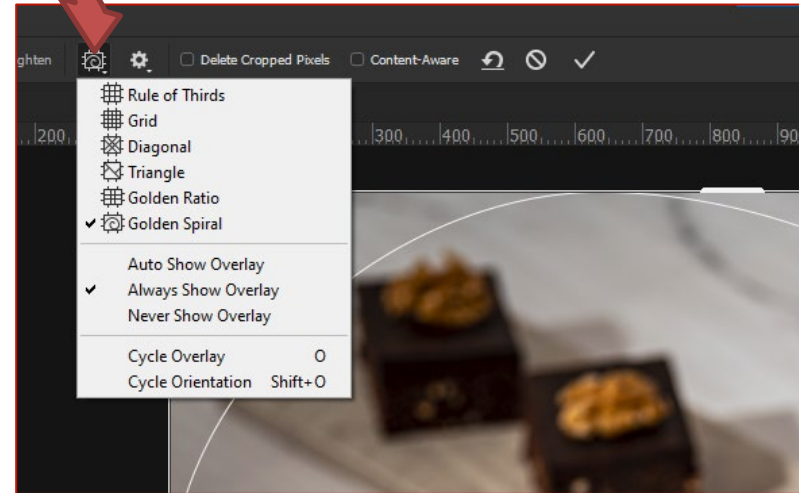 ghten Delete Cropped Pixels Content-Aware
Rule of Thirds
Grid
Diagonal
Triangle
Golden Ratio
Golden Spiral
Auto Show Overlay
Always Show Overlay
Never Show Overlay
Cycle Overlay O
Cycle Orientation Shift+O
200 300 400 500 600 700 800 90